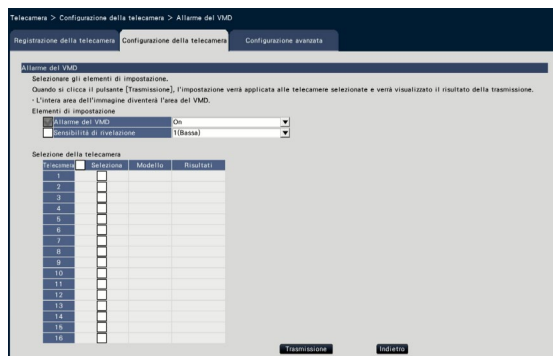 Telecamera > Configurazione della telecamera > Allarme del VMD
Registrazione della telecamera Configurazione della telecamera Configurazione avanzata
Allarme del VMD
Selezionare gli elementi di impostazione.
Quando si clicca il pulsante [Trasmissione], l'impostazione verrà applicata alle telecamere selezionate e verrà visualizzato il risultato della trasmissione.
- L'intera area dell'immagine diventerà l'area del VMD.
Elementi di impostazione
Allarme del VMD On
Sensibilità di rivelazione 1(Bassa)
Selezione della telecamera
Telecamera Seleziona Modello Risultati
1
2
3
4
5
6
7
8
9
10
11
12
13
14
15
16
Trasmissione Indietro